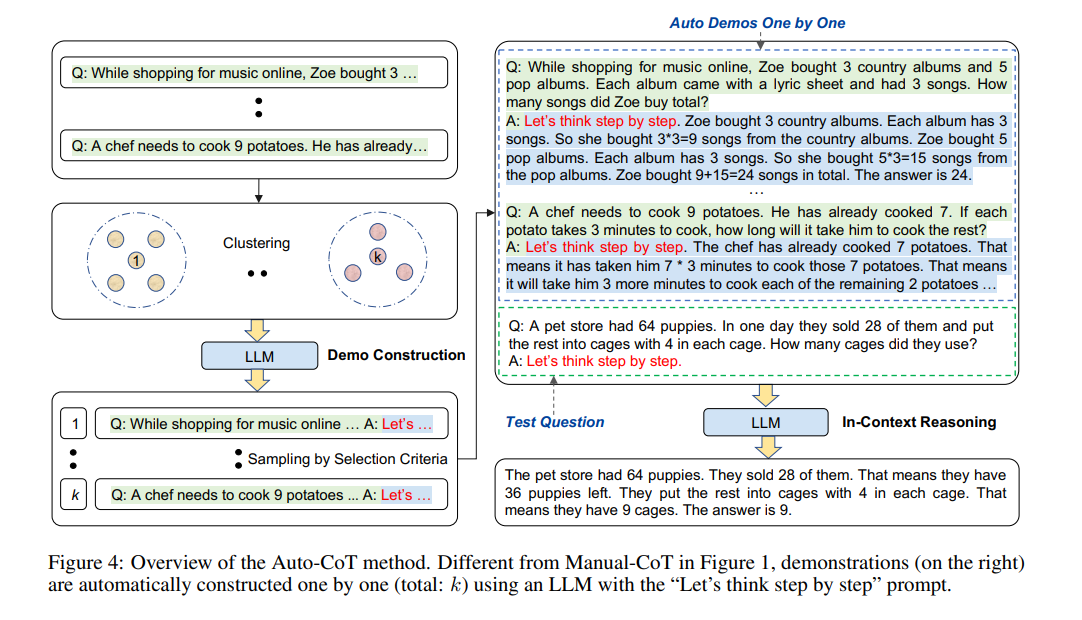 Q: While shopping for music online, Zoe bought 3 …
Q: A chef needs to cook 9 potatoes. He has already…
1
Clustering
k
LLM
Demo Construction
1
Q: While shopping for music online … A: Let's …
Sampling by Selection Criteria
k
Q: A chef needs to cook 9 potatoes ... A: Let's …
Auto Demos One by One
Q: While shopping for music online, Zoe bought 3 country albums and 5
pop albums. Each album came with a lyric sheet and had 3 songs. How
many songs did Zoe buy total?
A: Let's think step by step. Zoe bought 3 country albums. Each album has 3
songs. So she bought 3*3=9 songs from the country albums. Zoe bought 5
pop albums. Each album has 3 songs. So she bought 5*3=15 songs from
the pop albums. Zoe bought 9+15=24 songs in total. The answer is 24.
…
Q: A chef needs to cook 9 potatoes. He has already cooked 7. If each
potato takes 3 minutes to cook, how long will it take him to cook the rest?
A: Let's think step by step. The chef has already cooked 7 potatoes. That
means it has taken him 7 * 3 minutes to cook those 7 potatoes. That means
it will take him 3 more minutes to cook each of the remaining 2 potatoes …
Q: A pet store had 64 puppies. In one day they sold 28 of them and put
the rest into cages with 4 in each cage. How many cages did they use?
A: Let's think step by step.
Test Question
LLM
In-Context Reasoning
The pet store had 64 puppies. They sold 28 of them. That means they have
36 puppies left. They put the rest into cages with 4 in each cage. That
means they have 9 cages. The answer is 9.
Figure 4: Overview of the Auto-CoT method. Different from Manual-CoT in Figure 1, demonstrations (on the right)
are automatically constructed one by one (total: k) using an LLM with the “Let's think step by step” prompt.